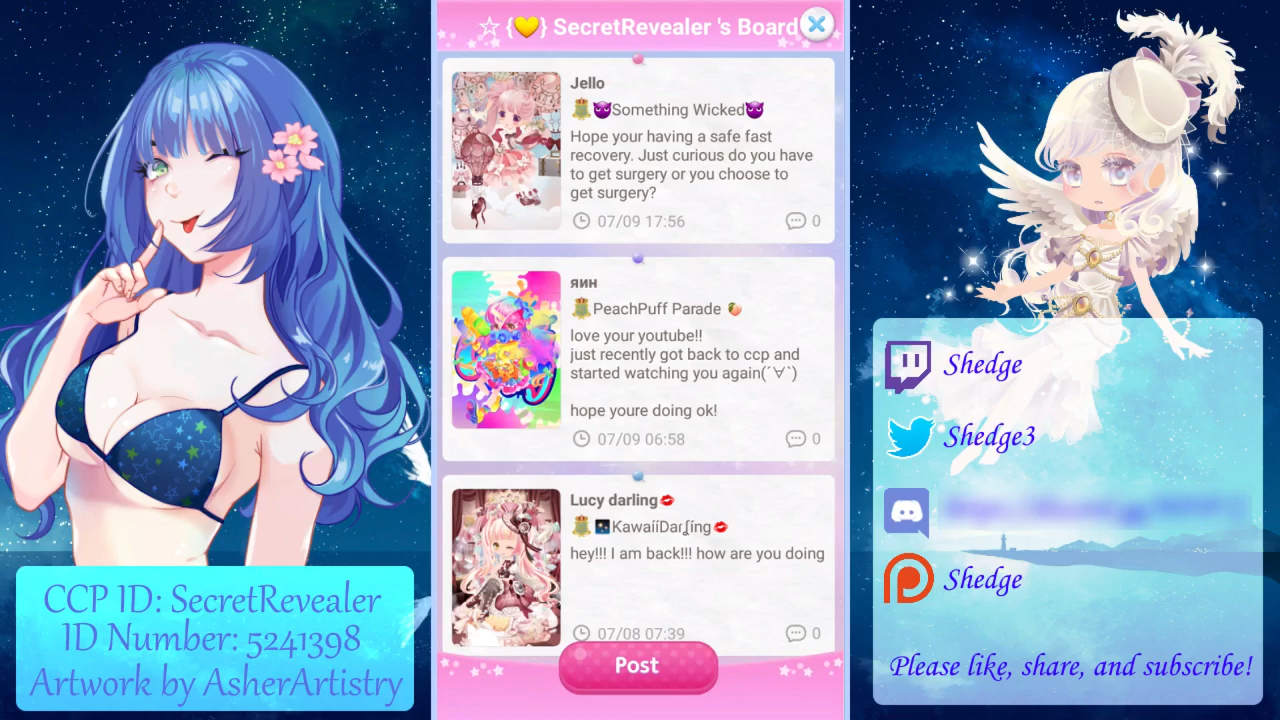 ☆ {💛} SecretRevealer 's Board
Jello
😈Something Wicked😈
Hope your having a safe fast
recovery. Just curious do you have
to get surgery or you choose to
get surgery?
07/09 17:56
0
яин
PeachPuff Parade 🍑
love your youtube!!
just recently got back to ccp and
started watching you again(´∀`)
hope youre doing ok!
07/09 06:58
0
Lucy darling💋
🌃KawaíiDarʆíng💋
hey!!! I am back!!! how are you doing
07/08 07:39
0
Post
CCP ID: SecretRevealer
ID Number: 5241398
Artwork by AsherArtistry
Shedge
Shedge3
Shedge
Please like, share, and subscribe!